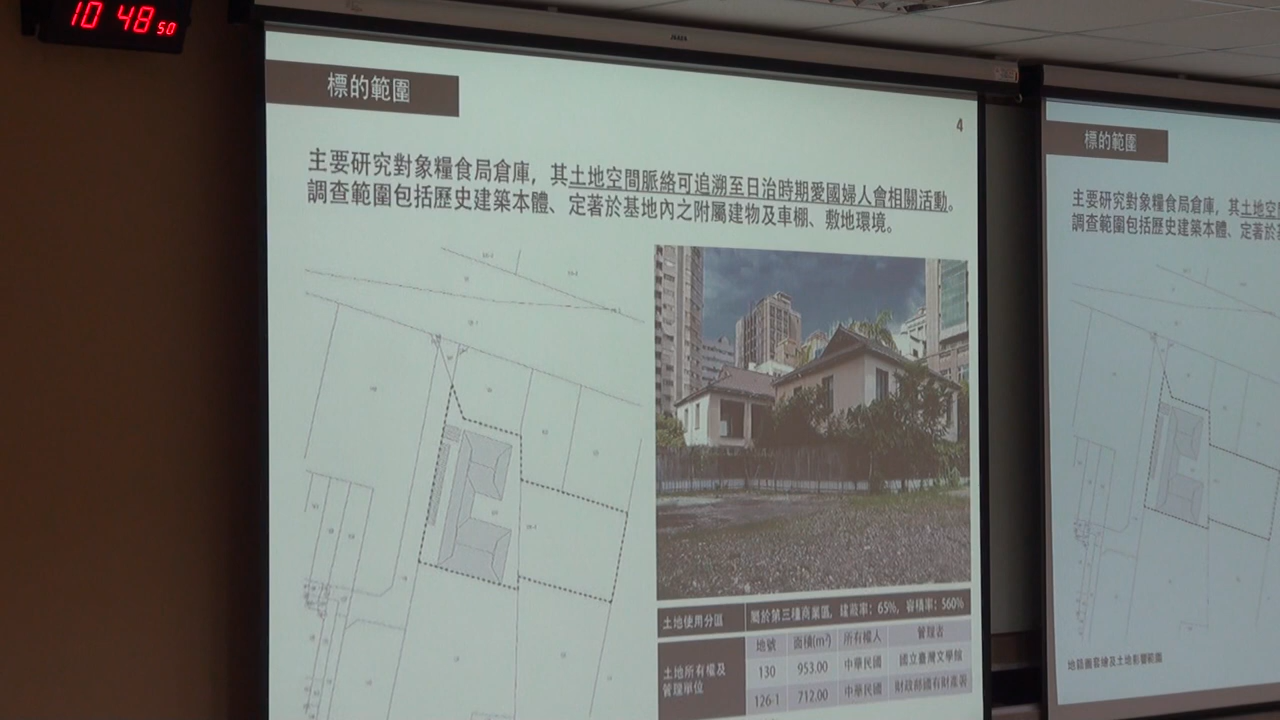 10 48 50
標的範圍
4
主要研究對象糧食局倉庫，其土地空間脈絡可追溯至日治時期愛國婦人會相關活動。
調查範圍包括歷史建築本體、定著於基地內之附屬建物及車棚、敷地環境。
土地使用分區 屬於第三種商業區，建蔽率：65%，容積率：560%
土地所有權及
管理單位
地號 面積(m²) 所有權人 管理者
130 953.00 中華民國 國立臺灣文學館
126-1 712.00 中華民國 財政部國有財產署
標的範圍
主要研究對象糧食局倉庫，其土地空間
調查範圍包括歷史建築本體、定著於基